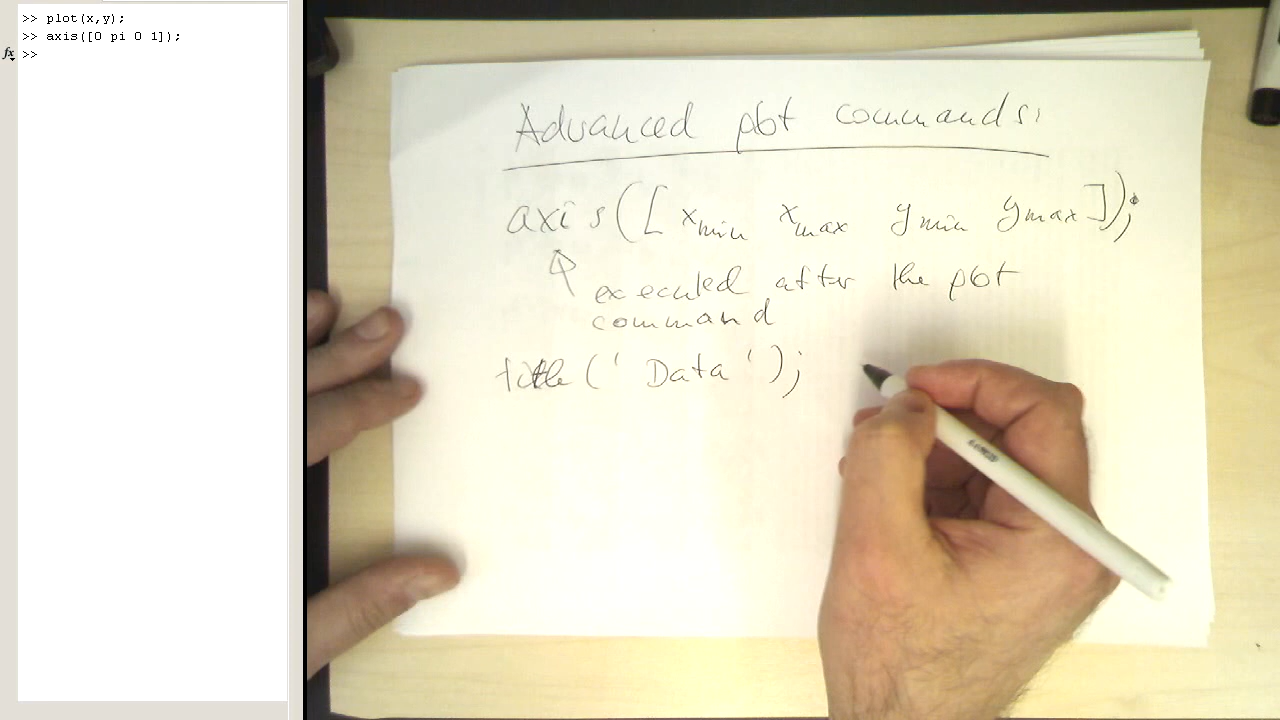 >> plot(x,y);
>> axis([0 pi 0 1]);
fx >>
Advanced plot commands:
axis([ xmin xmax ymin ymax ]);
executed after the plot
command
title(' Data ');